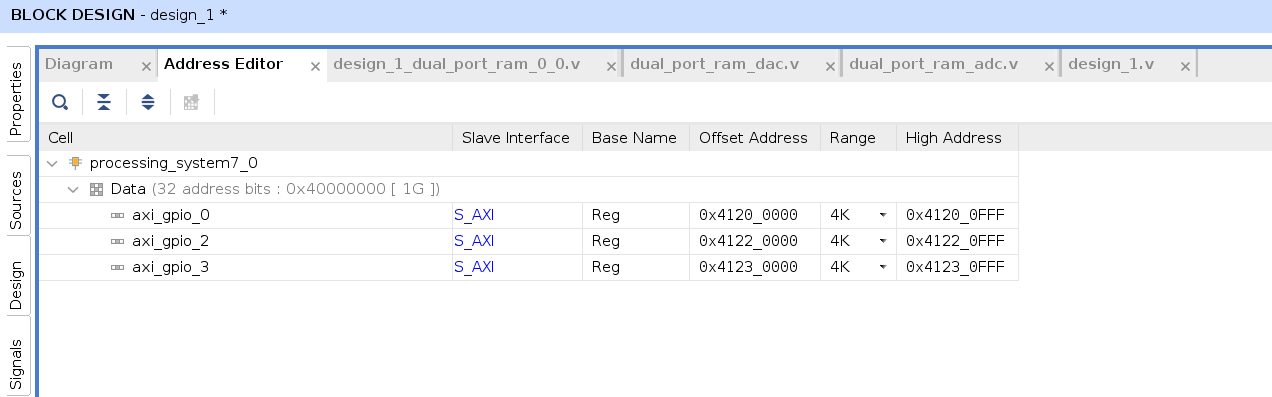 BLOCK DESIGN - design_1 *
Diagram × Address Editor × design_1_dual_port_ram_0_0.v × dual_port_ram_dac.v × dual_port_ram_adc.v × design_1.v ×
Properties
Sources
Design
Signals
Cell Slave Interface Base Name Offset Address Range High Address
processing_system7_0
Data (32 address bits : 0x40000000 [ 1G ])
axi_gpio_0 S_AXI Reg 0x4120_0000 4K 0x4120_0FFF
axi_gpio_2 S_AXI Reg 0x4122_0000 4K 0x4122_0FFF
axi_gpio_3 S_AXI Reg 0x4123_0000 4K 0x4123_0FFF